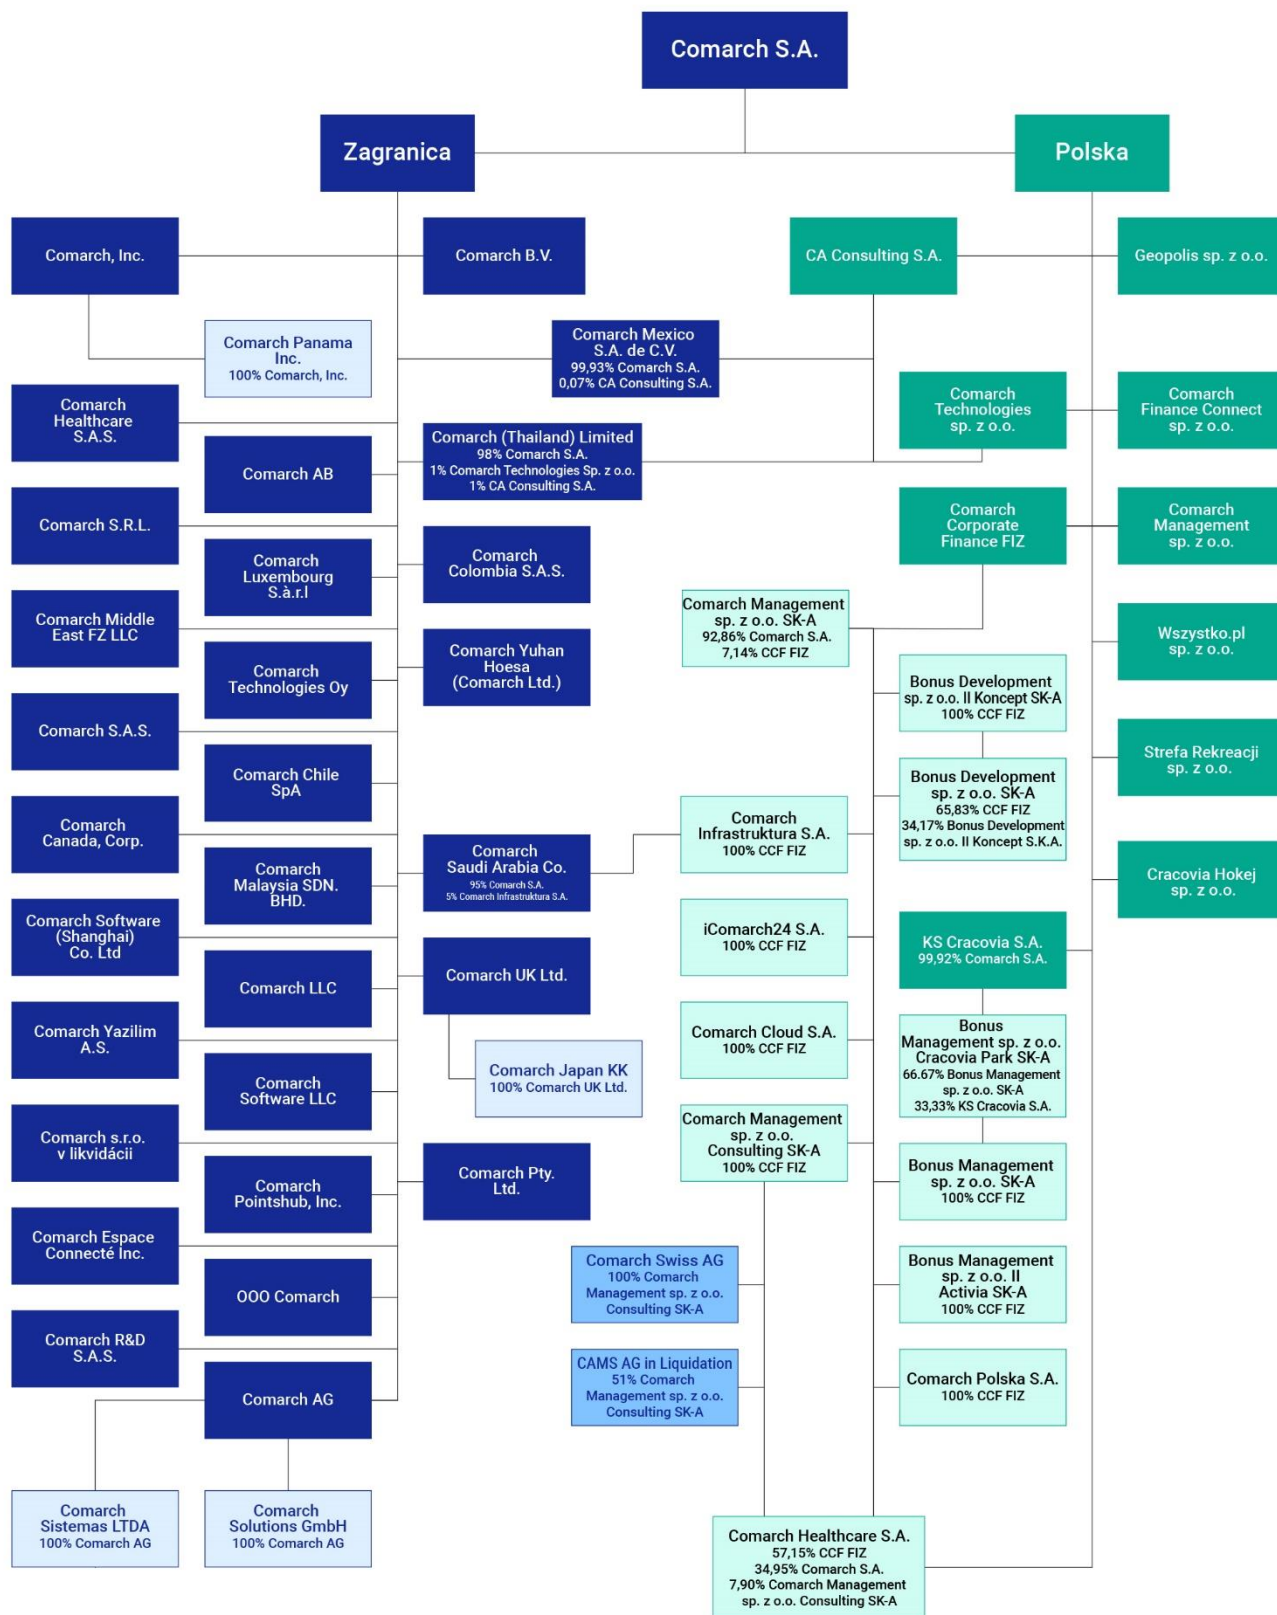 Comarch S.A.
Zagranica
Polska
Comarch, Inc.
Comarch B.V.
CA Consulting S.A.
Geopolis sp. z o.o.
Comarch Panama
Inc.
100% Comarch, Inc.
Comarch Mexico
S.A. de C.V.
99,93% Comarch S.A.
0,07% CA Consulting S.A.
Comarch
Healthcare
S.A.S.
Comarch
Technologies
sp. z o.o.
Comarch
Finance Connect
sp. z o.o.
Comarch AB
Comarch (Thailand) Limited
98% Comarch S.A.
1% Comarch Technologies Sp. z o.o.
1% CA Consulting S.A.
Comarch S.R.L.
Comarch
Corporate
Finance FIZ
Comarch
Management
sp. z o.o.
Comarch
Luxembourg
S.à.r.l
Comarch
Colombia S.A.S.
Comarch Middle
East FZ LLC
Comarch Management
sp. z o.o. SK-A
92,86% Comarch S.A.
7,14% CCF FIZ
Wszystko.pl
sp. z o.o.
Comarch
Technologies Oy
Comarch Yuhan
Hoesa
(Comarch Ltd.)
Bonus Development
sp. z o.o. II Koncept SK-A
100% CCF FIZ
Comarch S.A.S.
Strefa Rekreacji
sp. z o.o.
Comarch Chile
SpA
Bonus Development
sp. z o.o. SK-A
65,83% CCF FIZ
34,17% Bonus Development
sp. z o.o. II Koncept S.K.A.
Comarch
Canada, Corp.
Comarch
Infrastruktura S.A.
100% CCF FIZ
Comarch
Malaysia SDN.
BHD.
Comarch
Saudi Arabia Co.
95% Comarch S.A.
5% Comarch Infrastruktura S.A.
Cracovia Hokej
sp. z o.o.
Comarch Software
(Shanghai)
Co. Ltd
iComarch24 S.A.
100% CCF FIZ
KS Cracovia S.A.
99,92% Comarch S.A.
Comarch LLC
Comarch UK Ltd.
Comarch Yazilim
A.S.
Comarch Cloud S.A.
100% CCF FIZ
Bonus
Management sp. z o.o.
Cracovia Park SK-A
66.67% Bonus Management
sp. z o.o. SK-A
33,33% KS Cracovia S.A.
Comarch
Software LLC
Comarch Japan KK
100% Comarch UK Ltd.
Comarch s.r.o.
v likvidácii
Comarch Management
sp. z o.o.
Consulting SK-A
100% CCF FIZ
Comarch
Pointshub, Inc.
Comarch Pty.
Ltd.
Bonus Management
sp. z o.o. SK-A
100% CCF FIZ
Comarch Espace
Connecté Inc.
Comarch Swiss AG
100% Comarch
Management sp. z o.o.
Consulting SK-A
Bonus Management
sp. z o.o. II
Activia SK-A
100% CCF FIZ
OOO Comarch
Comarch R&D
S.A.S.
CAMS AG in Liquidation
51% Comarch
Management sp. z o.o.
Consulting SK-A
Comarch Polska S.A.
100% CCF FIZ
Comarch AG
Comarch
Sistemas LTDA
100% Comarch AG
Comarch
Solutions GmbH
100% Comarch AG
Comarch Healthcare S.A.
57,15% CCF FIZ
34,95% Comarch S.A.
7,90% Comarch Management
sp. z o.o. Consulting SK-A